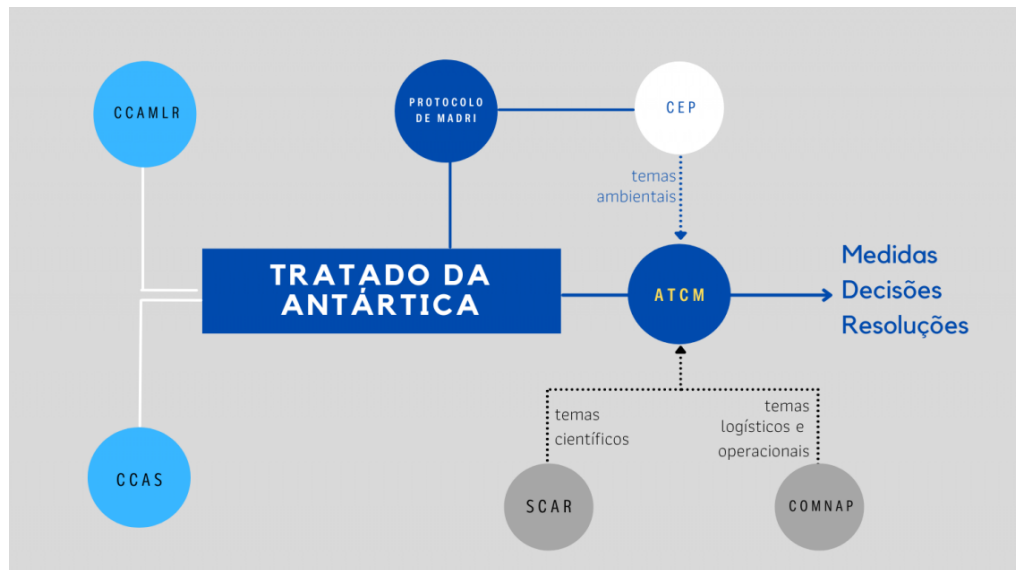 CCAMLR
PROTOCOLO
DE MADRI
CEP
temas
ambientais
TRATADO DA
ANTÁRTICA
ATCM
Medidas
Decisões
Resoluções
temas
científicos
temas
logísticos e
operacionais
CCAS
SCAR
COMNAP